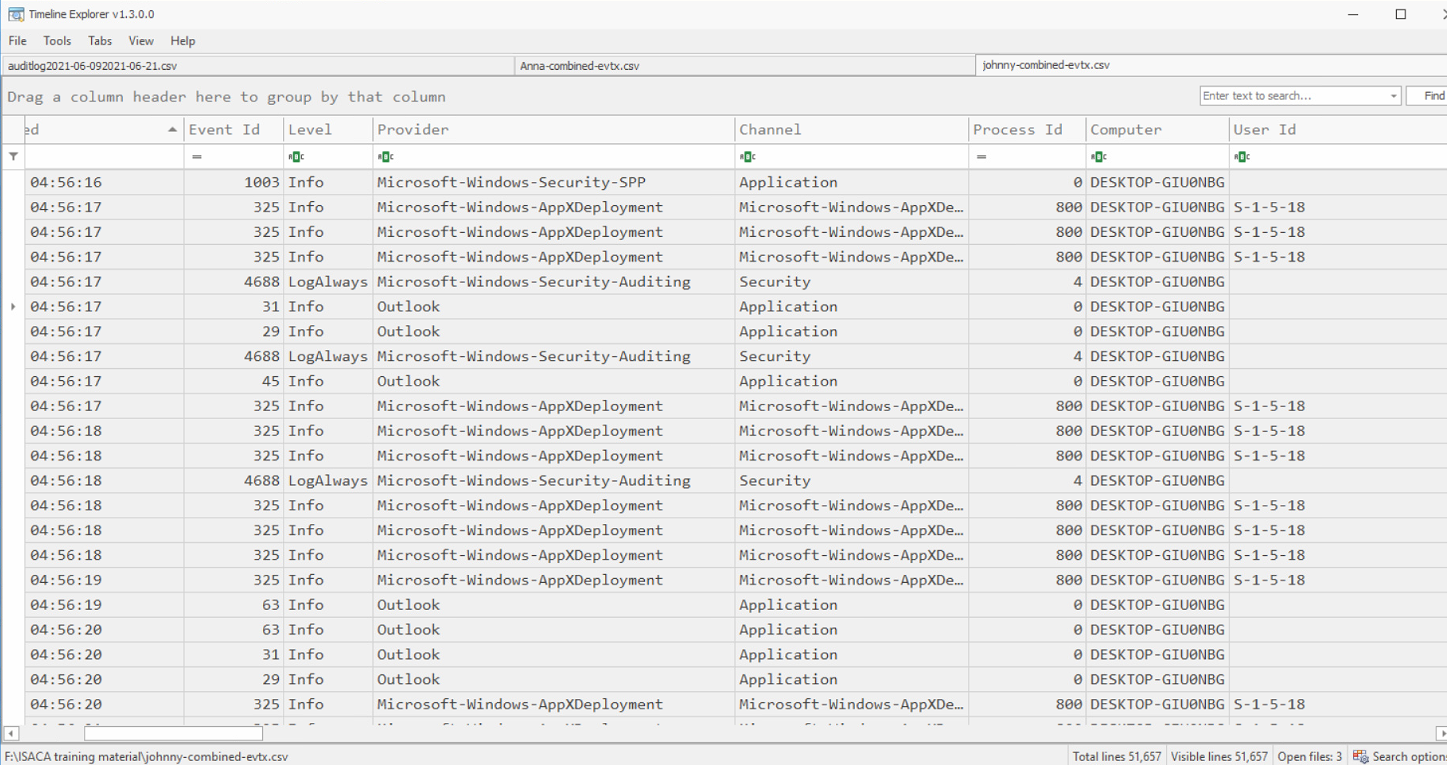 Timeline Explorer v1.3.0.0
File Tools Tabs View Help
auditlog2021-06-092021-06-21.csv Anna-combined-evtx.csv johnny-combined-evtx.csv
Drag a column header here to group by that column Enter text to search... Find
ed Event Id Level Provider Channel Process Id Computer User Id
= ABC ABC ABC = ABC ABC
04:56:16 1003 Info Microsoft-Windows-Security-SPP Application 0 DESKTOP-GIU0NBG
04:56:17 325 Info Microsoft-Windows-AppXDeployment Microsoft-Windows-AppXDe… 800 DESKTOP-GIU0NBG S-1-5-18
04:56:17 325 Info Microsoft-Windows-AppXDeployment Microsoft-Windows-AppXDe… 800 DESKTOP-GIU0NBG S-1-5-18
04:56:17 325 Info Microsoft-Windows-AppXDeployment Microsoft-Windows-AppXDe… 800 DESKTOP-GIU0NBG S-1-5-18
04:56:17 4688 LogAlways Microsoft-Windows-Security-Auditing Security 4 DESKTOP-GIU0NBG
04:56:17 31 Info Outlook Application 0 DESKTOP-GIU0NBG
04:56:17 29 Info Outlook Application 0 DESKTOP-GIU0NBG
04:56:17 4688 LogAlways Microsoft-Windows-Security-Auditing Security 4 DESKTOP-GIU0NBG
04:56:17 45 Info Outlook Application 0 DESKTOP-GIU0NBG
04:56:17 325 Info Microsoft-Windows-AppXDeployment Microsoft-Windows-AppXDe… 800 DESKTOP-GIU0NBG S-1-5-18
04:56:18 325 Info Microsoft-Windows-AppXDeployment Microsoft-Windows-AppXDe… 800 DESKTOP-GIU0NBG S-1-5-18
04:56:18 325 Info Microsoft-Windows-AppXDeployment Microsoft-Windows-AppXDe… 800 DESKTOP-GIU0NBG S-1-5-18
04:56:18 4688 LogAlways Microsoft-Windows-Security-Auditing Security 4 DESKTOP-GIU0NBG
04:56:18 325 Info Microsoft-Windows-AppXDeployment Microsoft-Windows-AppXDe… 800 DESKTOP-GIU0NBG S-1-5-18
04:56:18 325 Info Microsoft-Windows-AppXDeployment Microsoft-Windows-AppXDe… 800 DESKTOP-GIU0NBG S-1-5-18
04:56:18 325 Info Microsoft-Windows-AppXDeployment Microsoft-Windows-AppXDe… 800 DESKTOP-GIU0NBG S-1-5-18
04:56:19 325 Info Microsoft-Windows-AppXDeployment Microsoft-Windows-AppXDe… 800 DESKTOP-GIU0NBG S-1-5-18
04:56:19 63 Info Outlook Application 0 DESKTOP-GIU0NBG
04:56:20 63 Info Outlook Application 0 DESKTOP-GIU0NBG
04:56:20 31 Info Outlook Application 0 DESKTOP-GIU0NBG
04:56:20 29 Info Outlook Application 0 DESKTOP-GIU0NBG
04:56:20 325 Info Microsoft-Windows-AppXDeployment Microsoft-Windows-AppXDe… 800 DESKTOP-GIU0NBG S-1-5-18
F:\ISACA training material\johnny-combined-evtx.csv Total lines 51,657 Visible lines 51,657 Open files: 3 Search option